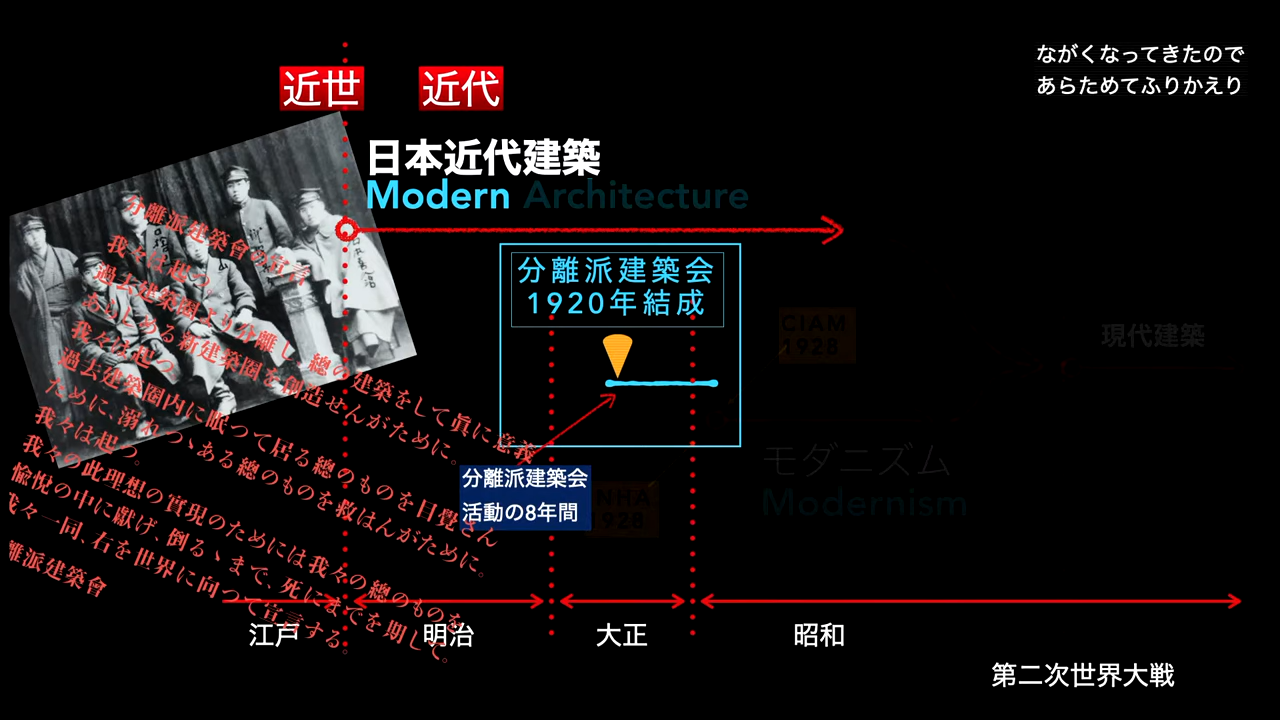 ながくなってきたので
あらためてふりかえり
近世
近代
日本近代建築
Modern Architecture
分離派建築会
1920年結成
CIAM
1928
現代建築
モダニズム
Modernism
分離派建築会
活動の8年間
NHA
1928
分離派建築會の宣言
我々は起つ。
過去建築圏より分離し、總の建築をして眞に意義
あらしめる新建築圏を創造せんがために。
我々は起つ。
過去建築圏内に眠つて居る總のものを目覺さん
ために、溺れつゝある總のものを救はんがために。
我々は起つ。
我々の此理想の實現のためには我々の總のものを
愉悦の中に獻げ、倒るゝまで、死にまでを期して。
我々一同、右を世界に向つて宣言する。
離派建築會
江戸
明治
大正
昭和
第二次世界大戦